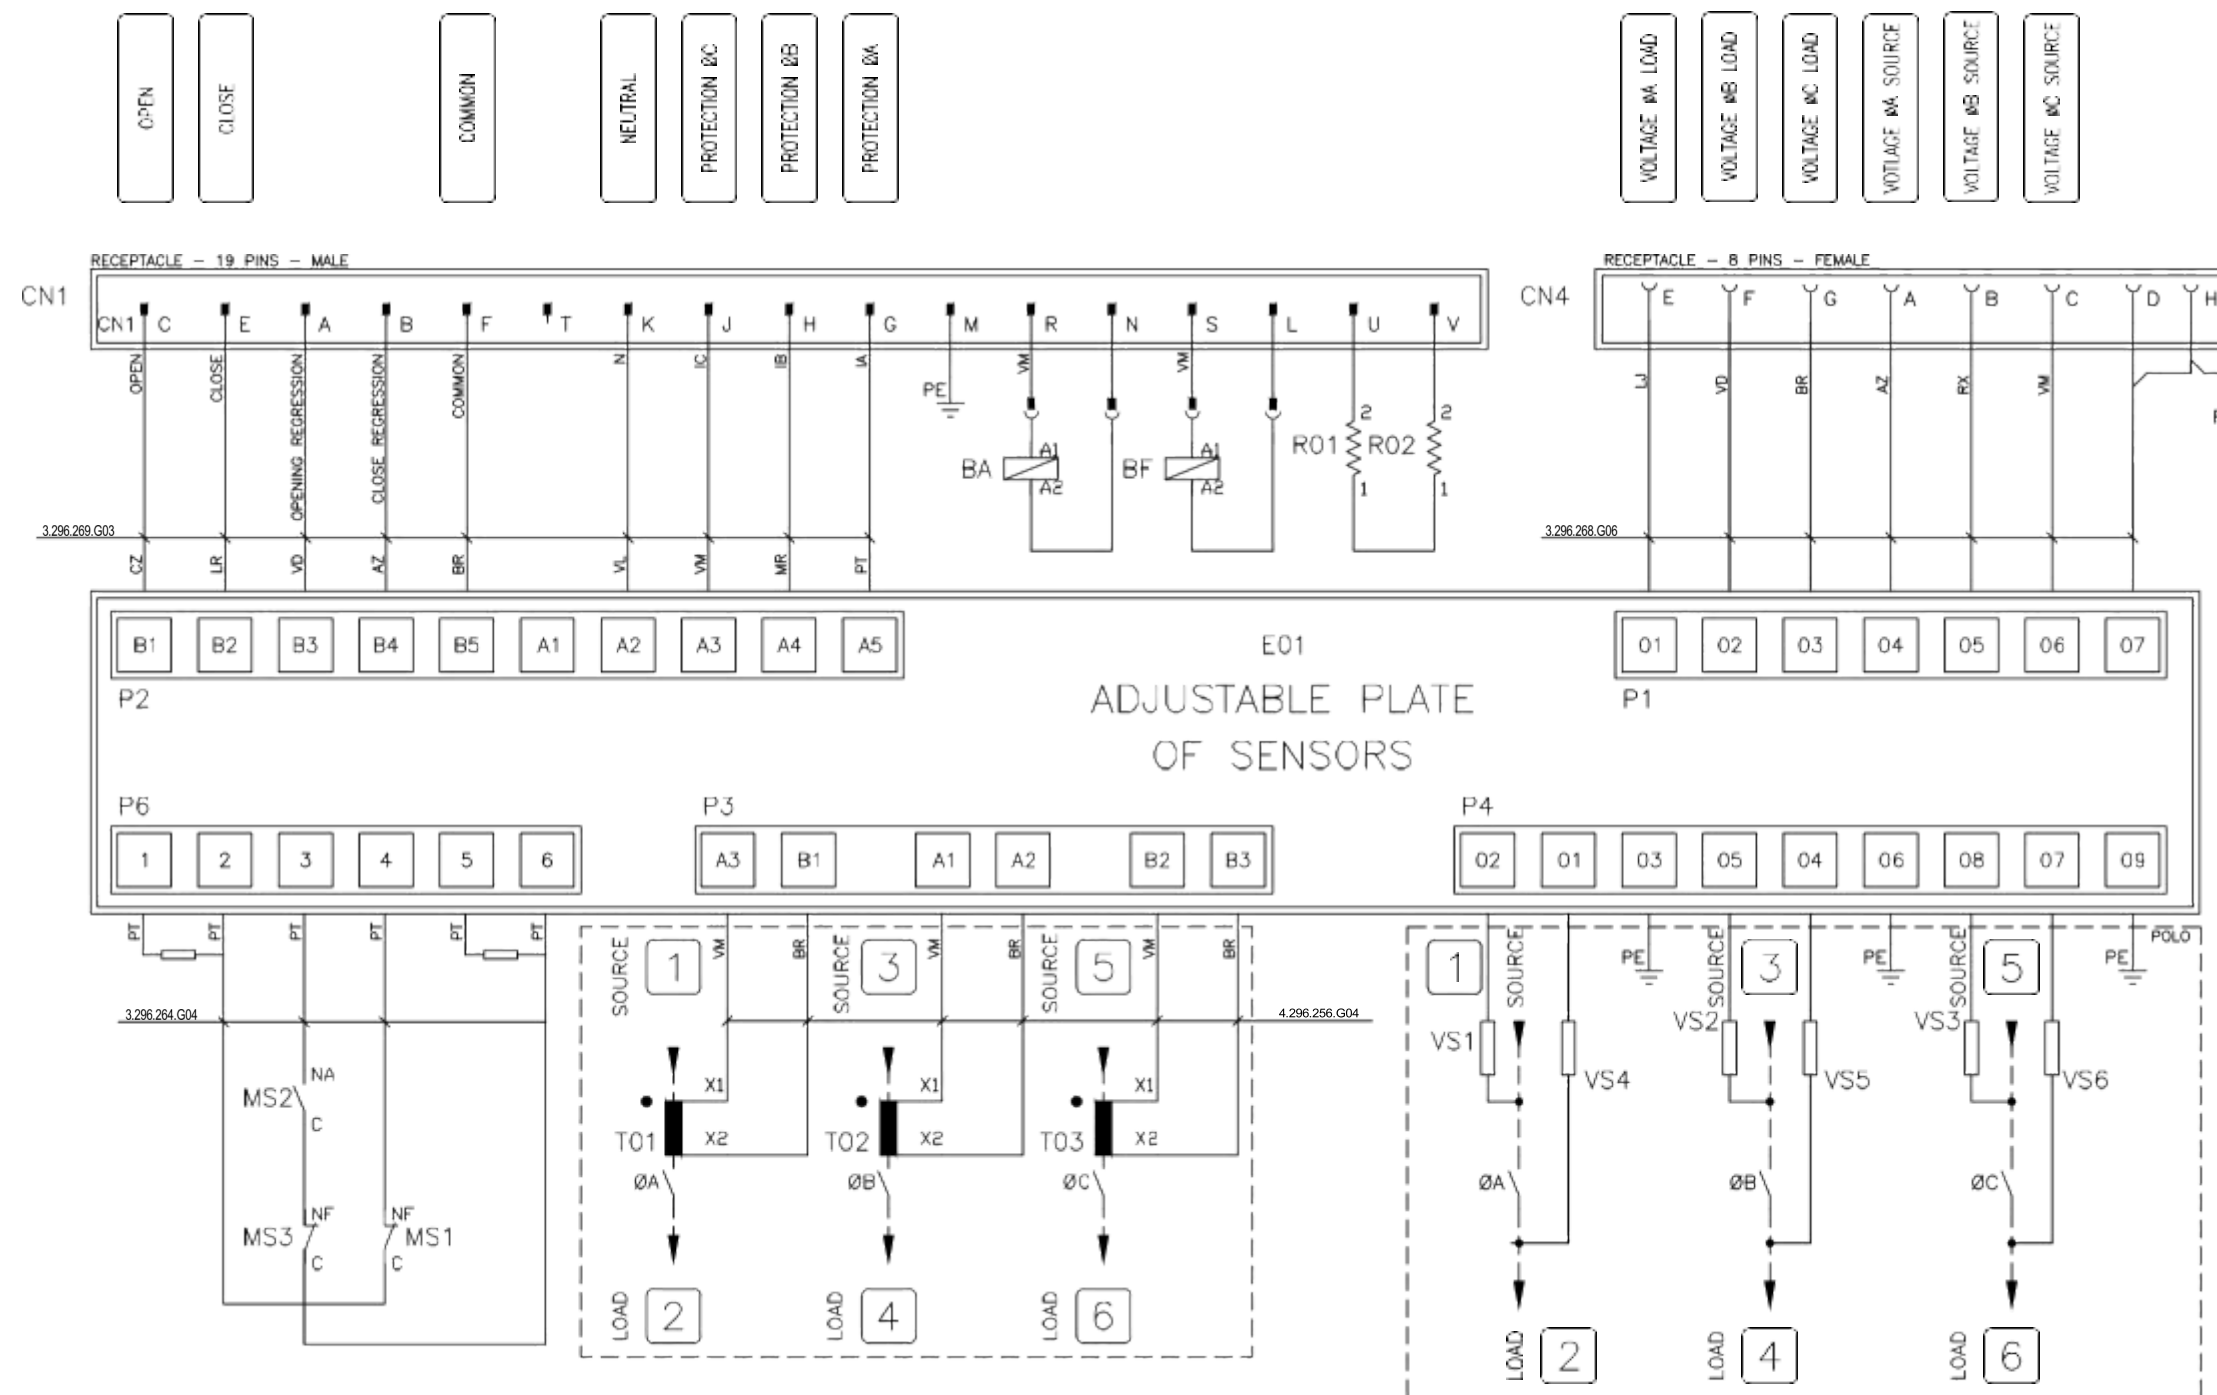 OPEN
CLOSE
COMMON
NEUTRAL
PROTECTION ØC
PROTECTION ØB
PROTECTION ØA
VOLTAGE ØA LOAD
VOLTAGE ØB LOAD
VOLTAGE ØC LOAD
VOTLAGE ØA SOURCE
VOLTAGE ØB SOURCE
VOLTAGE ØC SOURCE
RECEPTACLE – 19 PINS – MALE
RECEPTACLE – 8 PINS – FEMALE
CN1
CN1 C E A B F T K J H G M R N S L U V
CN4
E F G A B C D H
OPEN
CLOSE
OPENING REGRESSION
CLOSE REGRESSION
COMMON
N
IC
IB
IA
PE
VM
VM
LJ
VD
BR
AZ
RX
VM
BA A1 A2
BF A1 A2
R01 2 1
R02 2 1
3.296.269.G03
3.296.268.G06
CZ LR VD AZ BR VL VM MR PT
B1 B2 B3 B4 B5 A1 A2 A3 A4 A5
P2
E01
ADJUSTABLE PLATE
OF SENSORS
01 02 03 04 05 06 07
P1
P6
1 2 3 4 5 6
P3
A3 B1 A1 A2 B2 B3
P4
02 01 03 05 04 06 08 07 09
PT PT PT PT PT PT
3.296.264.G04
NA
MS2
C
NF
MS3
C
NF
MS1
C
SOURCE 1 VM BR
SOURCE 3 VM BR
SOURCE 5 VM BR
4.296.256.G04
X1 X1 X1
T01 X2 T02 X2 T03 X2
ØA ØB ØC
LOAD 2
LOAD 4
LOAD 6
POLO
1 SOURCE PE
SOURCE 3 PE
SOURCE 5 PE
VS1 VS4
VS2 VS5
VS3 VS6
ØA ØB ØC
LOAD 2
LOAD 4
LOAD 6